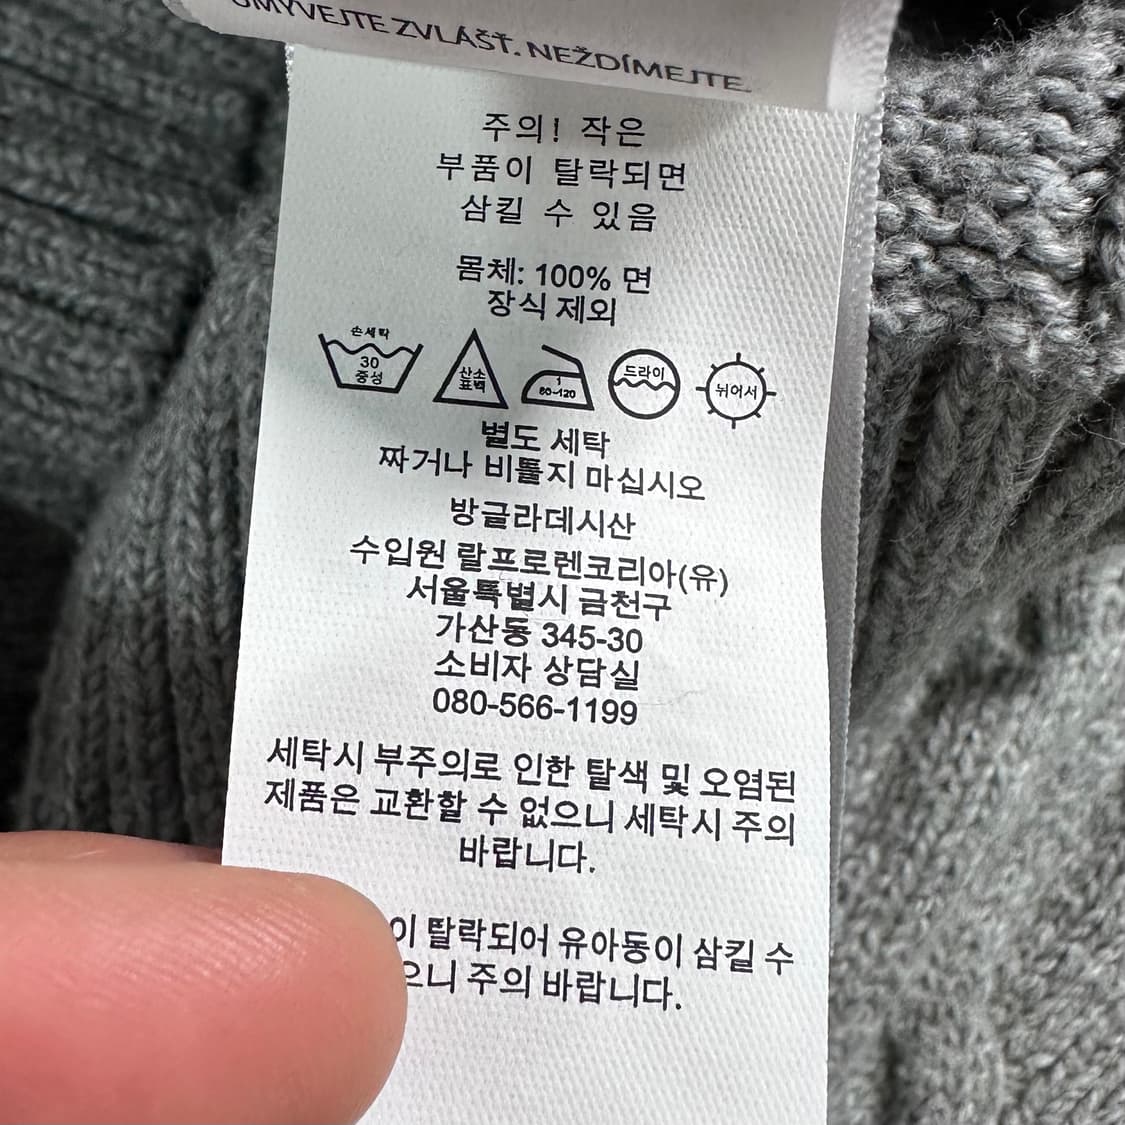 UMÝVEJTE ZVLÁŠŤ. NEŽDÍMEJTE.
주의! 작은
부품이 탈락되면
삼킬 수 있음
몸체: 100% 면
장식 제외
손세탁
30
중성
산소
표백
1
80-120
드라이
뉘어서
별도 세탁
짜거나 비틀지 마십시오
방글라데시산
수입원 랄프로렌코리아(유)
서울특별시 금천구
가산동 345-30
소비자 상담실
080-566-1199
세탁시 부주의로 인한 탈색 및 오염된
제품은 교환할 수 없으니 세탁시 주의
바랍니다.
이 탈락되어 유아동이 삼킬 수
으니 주의 바랍니다.